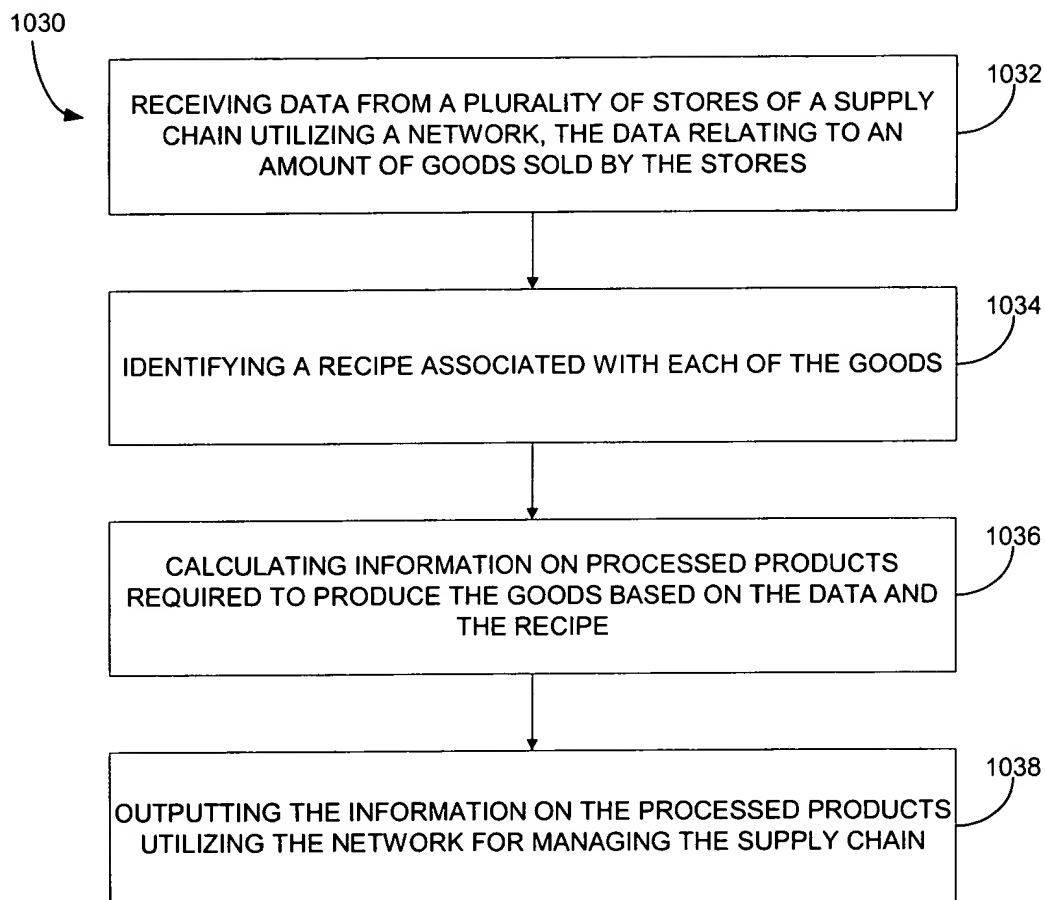 1030
1032
RECEIVING DATA FROM A PLURALITY OF STORES OF A SUPPLY
CHAIN UTILIZING A NETWORK, THE DATA RELATING TO AN
AMOUNT OF GOODS SOLD BY THE STORES
1034
IDENTIFYING A RECIPE ASSOCIATED WITH EACH OF THE GOODS
1036
CALCULATING INFORMATION ON PROCESSED PRODUCTS
REQUIRED TO PRODUCE THE GOODS BASED ON THE DATA AND
THE RECIPE
1038
OUTPUTTING THE INFORMATION ON THE PROCESSED PRODUCTS
UTILIZING THE NETWORK FOR MANAGING THE SUPPLY CHAIN